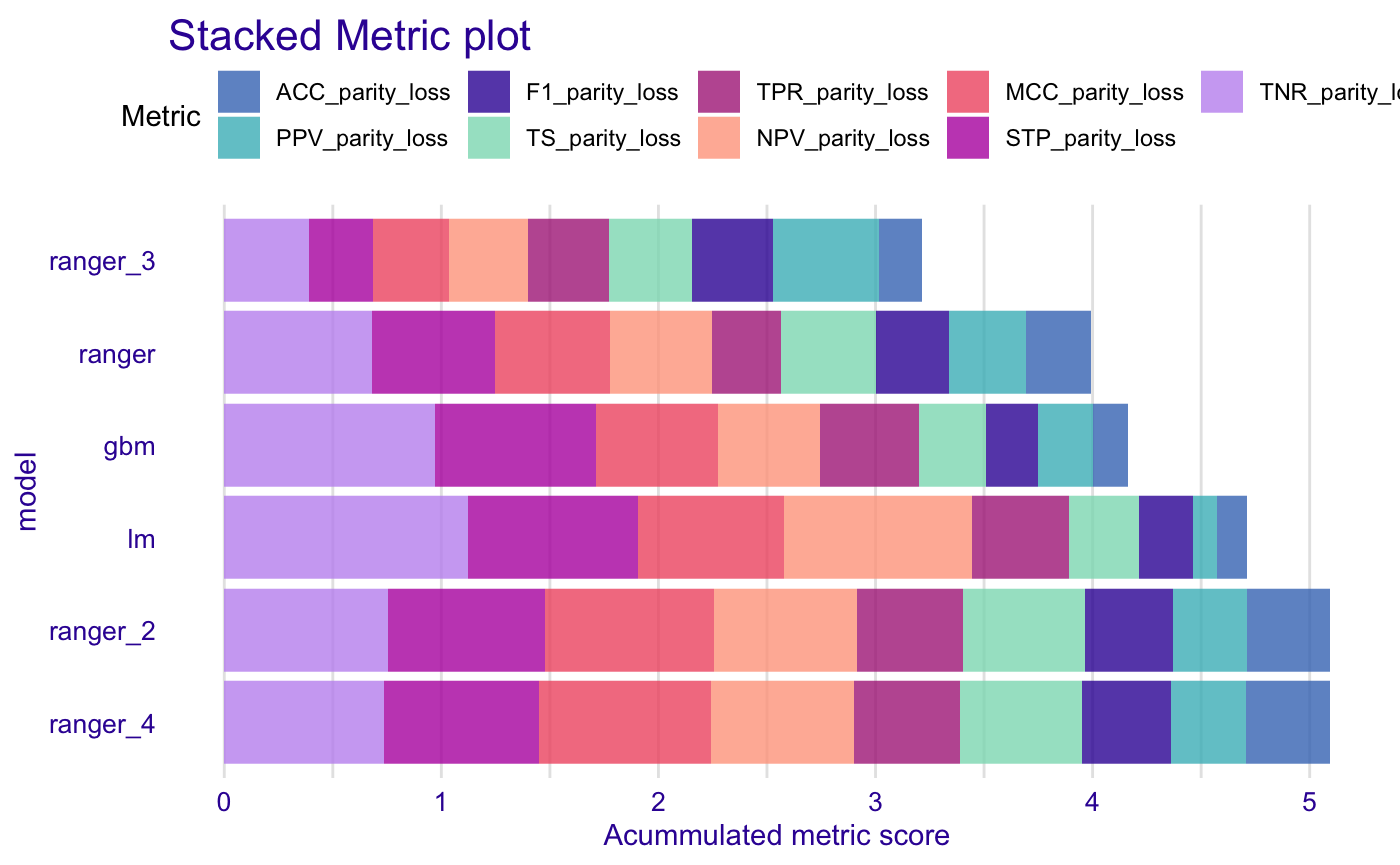 Stacked Metric plot
Metric
ACC_parity_loss F1_parity_loss TPR_parity_loss MCC_parity_loss TNR_parity_lo
PPV_parity_loss TS_parity_loss NPV_parity_loss STP_parity_loss
ranger_3
ranger
gbm
lm
ranger_2
ranger_4
model
0 1 2 3 4 5
Acummulated metric score